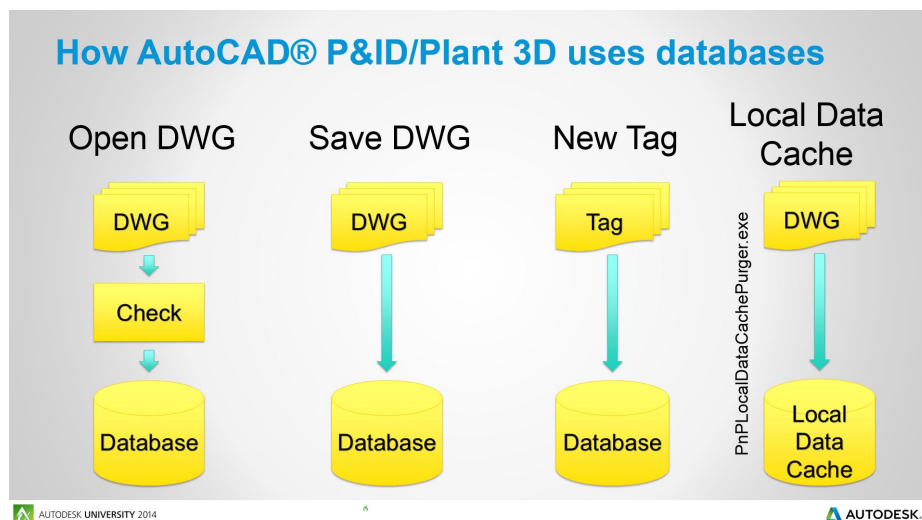 How AutoCAD® P&ID/Plant 3D uses databases
Open DWG
DWG
Check
Database
Save DWG
DWG
Database
New Tag
Tag
Database
Local Data
Cache
DWG
PnPLocalDataCachePurger.exe
Local
Data
Cache
AUTODESK UNIVERSITY 2014
AUTODESK.